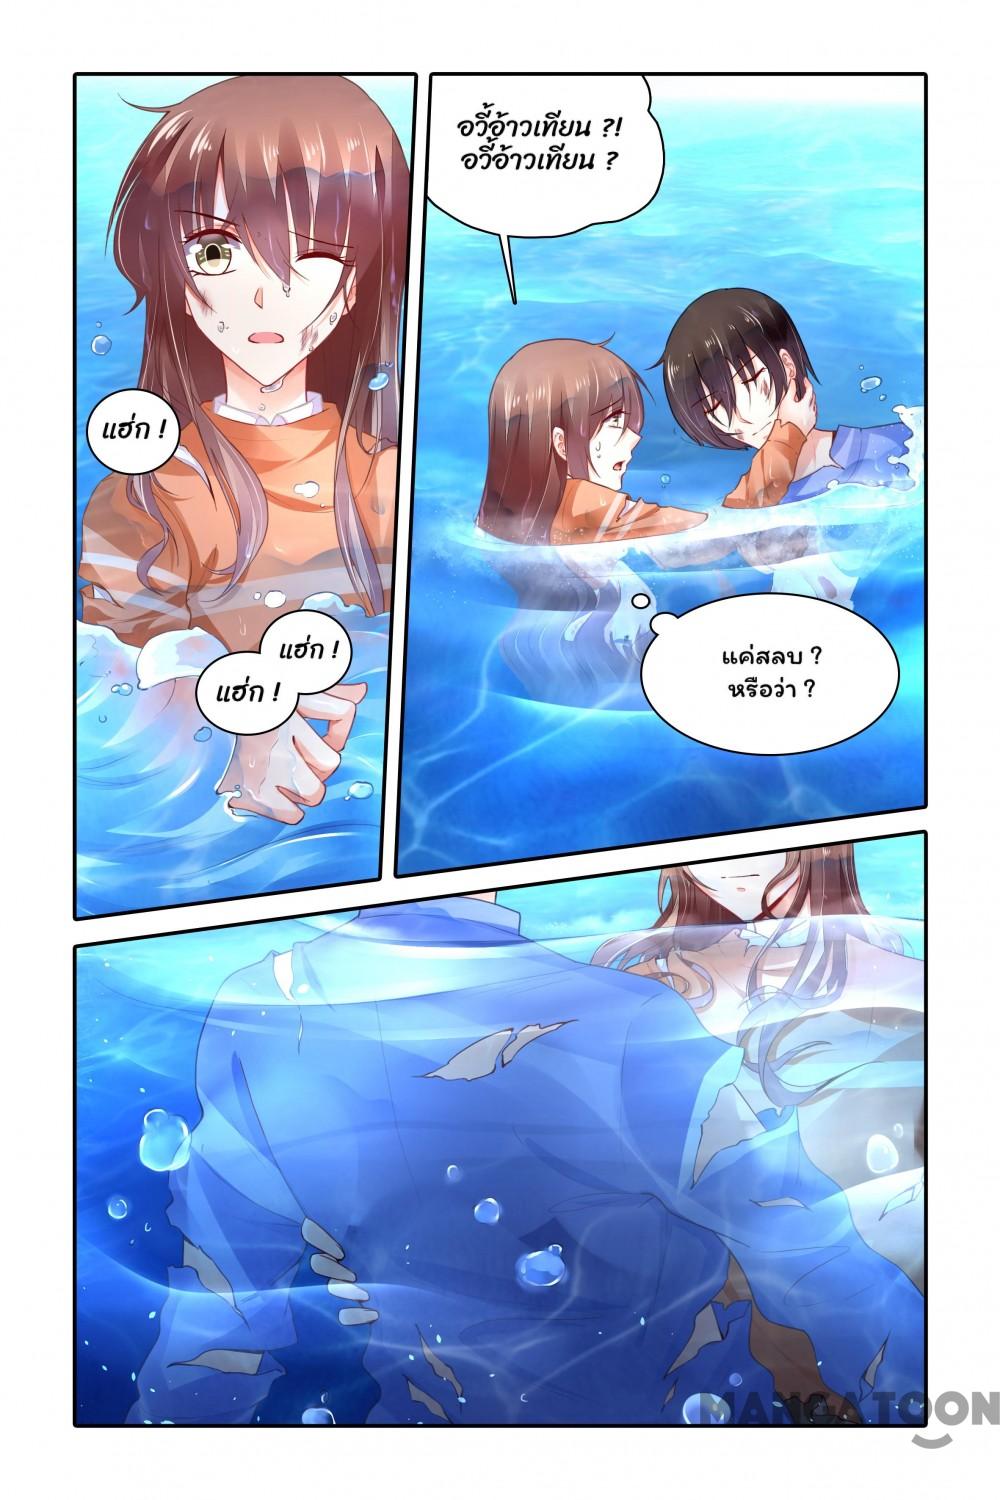 แฮ่ก !
แฮ่ก !
แฮ่ก !
อวี้อ้าวเทียน ?!
อวี้อ้าวเทียน ?
แค่สลบ ?
หรือว่า ?
MANGATOON